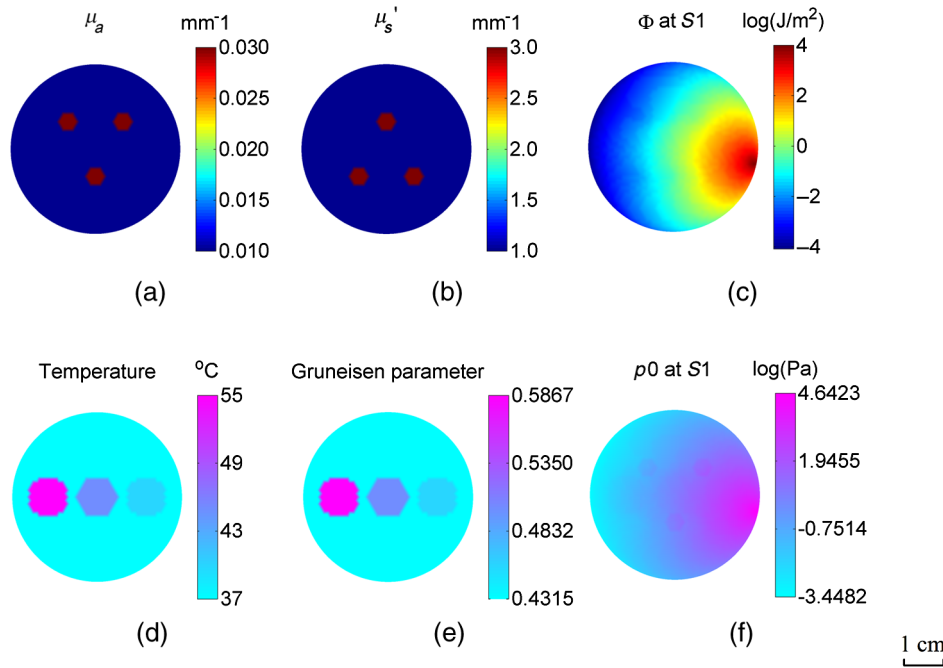 μa mm-1
0.030
0.025
0.020
0.015
0.010
(a)
μs' mm-1
3.0
2.5
2.0
1.5
1.0
(b)
Φ at S1 log(J/m²)
4
2
0
−2
−4
(c)
Temperature oC
55
49
43
37
(d)
Gruneisen parameter
0.5867
0.5350
0.4832
0.4315
(e)
p0 at S1 log(Pa)
4.6423
1.9455
-0.7514
-3.4482
(f)
1 cm